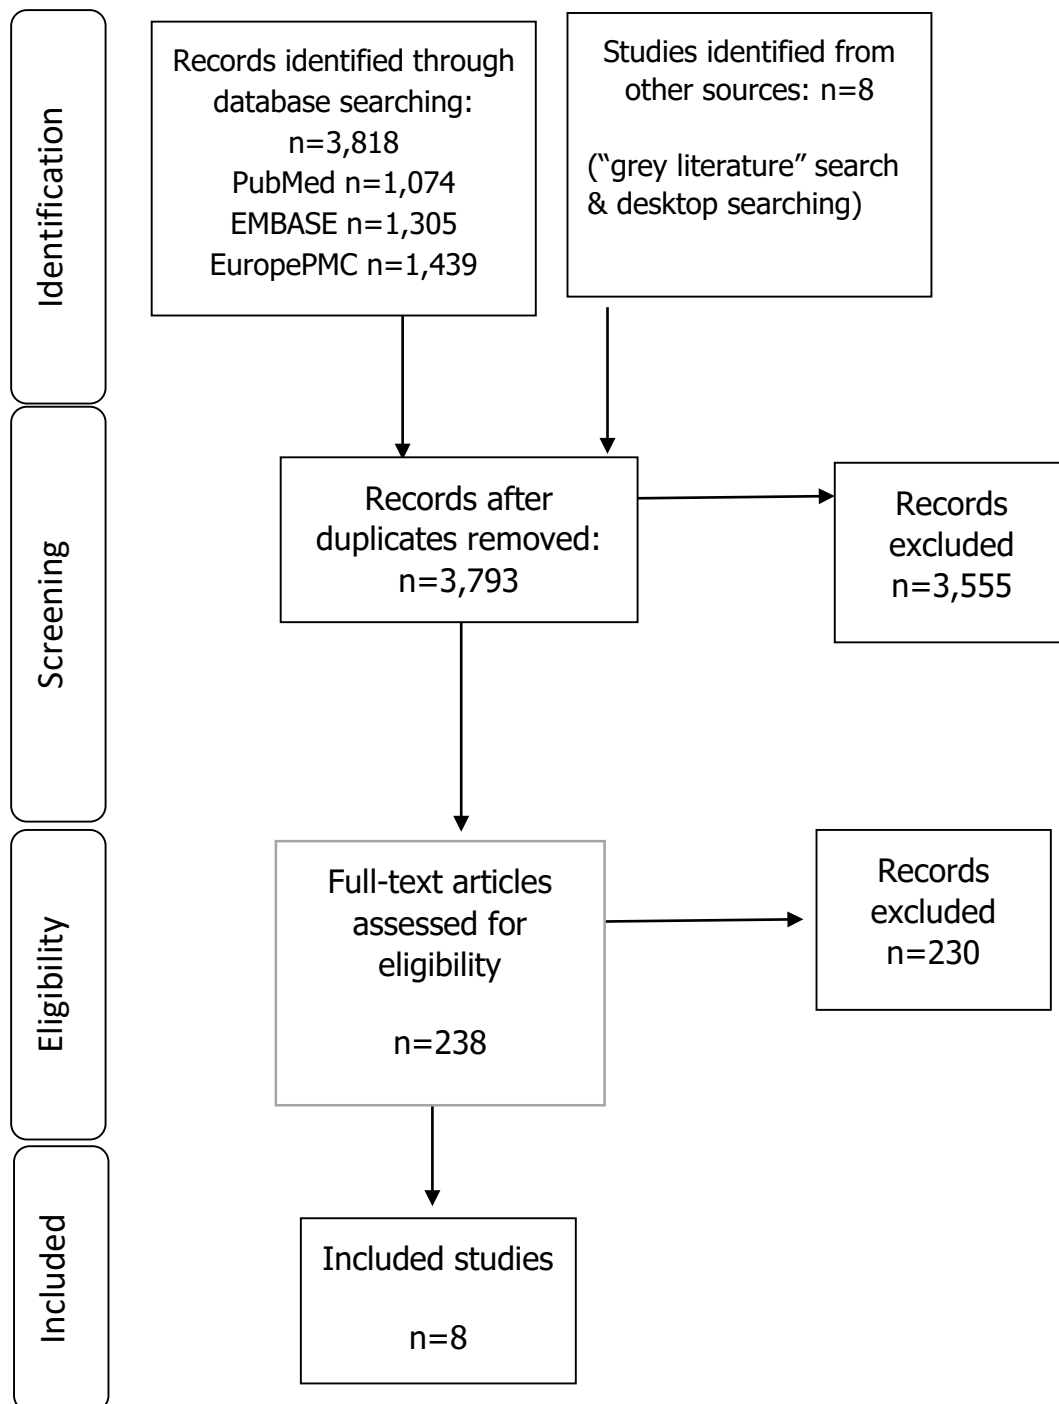 Identification
Records identified through
database searching:
n=3,818
PubMed n=1,074
EMBASE n=1,305
EuropePMC n=1,439
Studies identified from
other sources: n=8
(“grey literature” search
& desktop searching)
Screening
Records after
duplicates removed:
n=3,793
Records
excluded
n=3,555
Eligibility
Full-text articles
assessed for
eligibility
n=238
Records
excluded
n=230
Included
Included studies
n=8